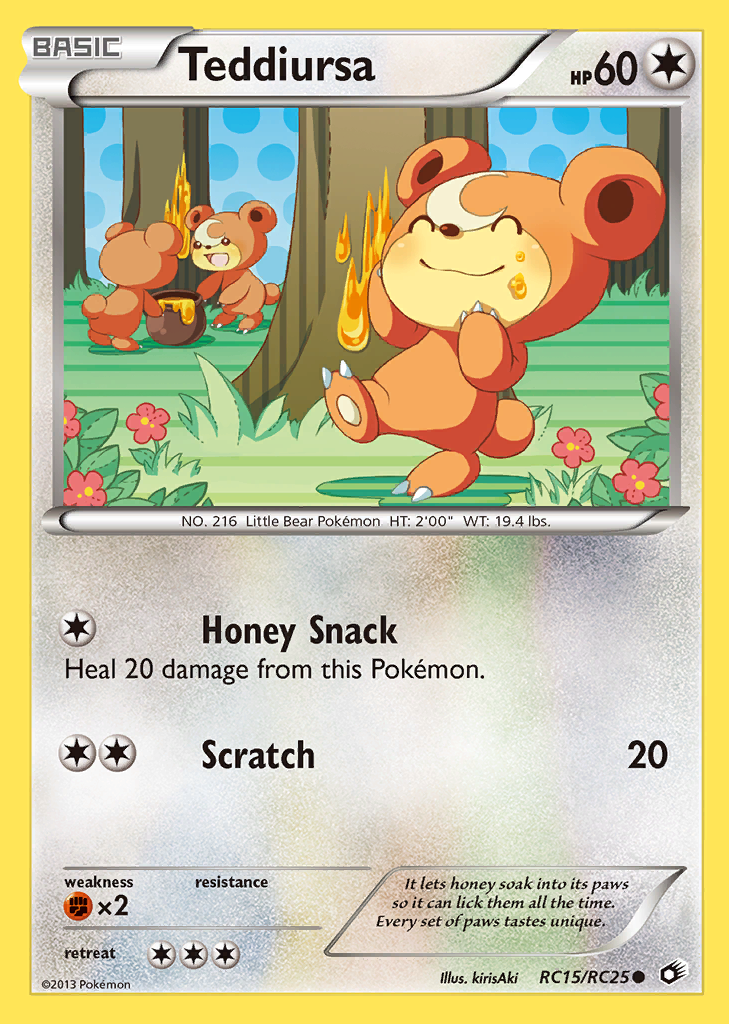 BASIC
Teddiursa
HP60
NO. 216 Little Bear Pokémon HT: 2'00" WT: 19.4 lbs.
Honey Snack
Heal 20 damage from this Pokémon.
Scratch 20
weakness resistance
×2
It lets honey soak into its paws
so it can lick them all the time.
Every set of paws tastes unique.
retreat
©2013 Pokémon
Illus. kirisAki RC15/RC25